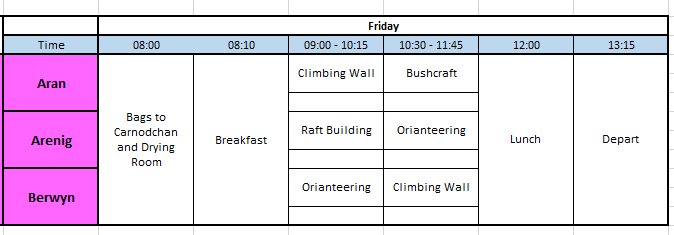 Friday
Time 08:00 08:10 09:00 - 10:15 10:30 - 11:45 12:00 13:15
Aran
Climbing Wall Bushcraft
Arenig
Bags to
Carnodchan
and Drying
Room
Breakfast
Raft Building Orianteering
Lunch
Depart
Berwyn
Orianteering Climbing Wall